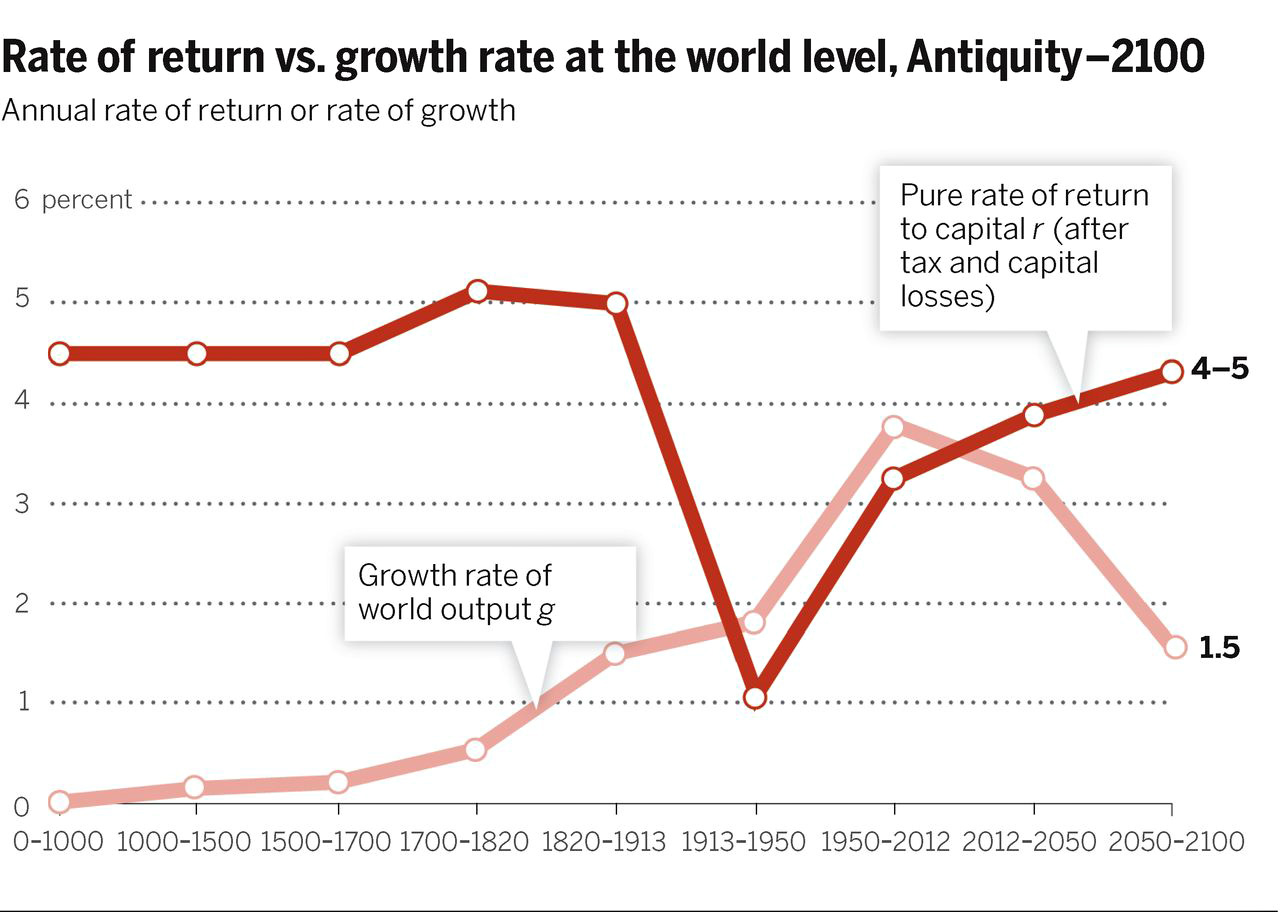 Rate of return vs. growth rate at the world level, Antiquity–2100
Annual rate of return or rate of growth
6 percent
Pure rate of return
to capital r (after
tax and capital
losses)
5
4–5
4
3
Growth rate of
world output g
2
1.5
1
0
0–1000 1000–1500 1500–1700 1700–1820 1820–1913 1913–1950 1950–2012 2012–2050 2050–2100